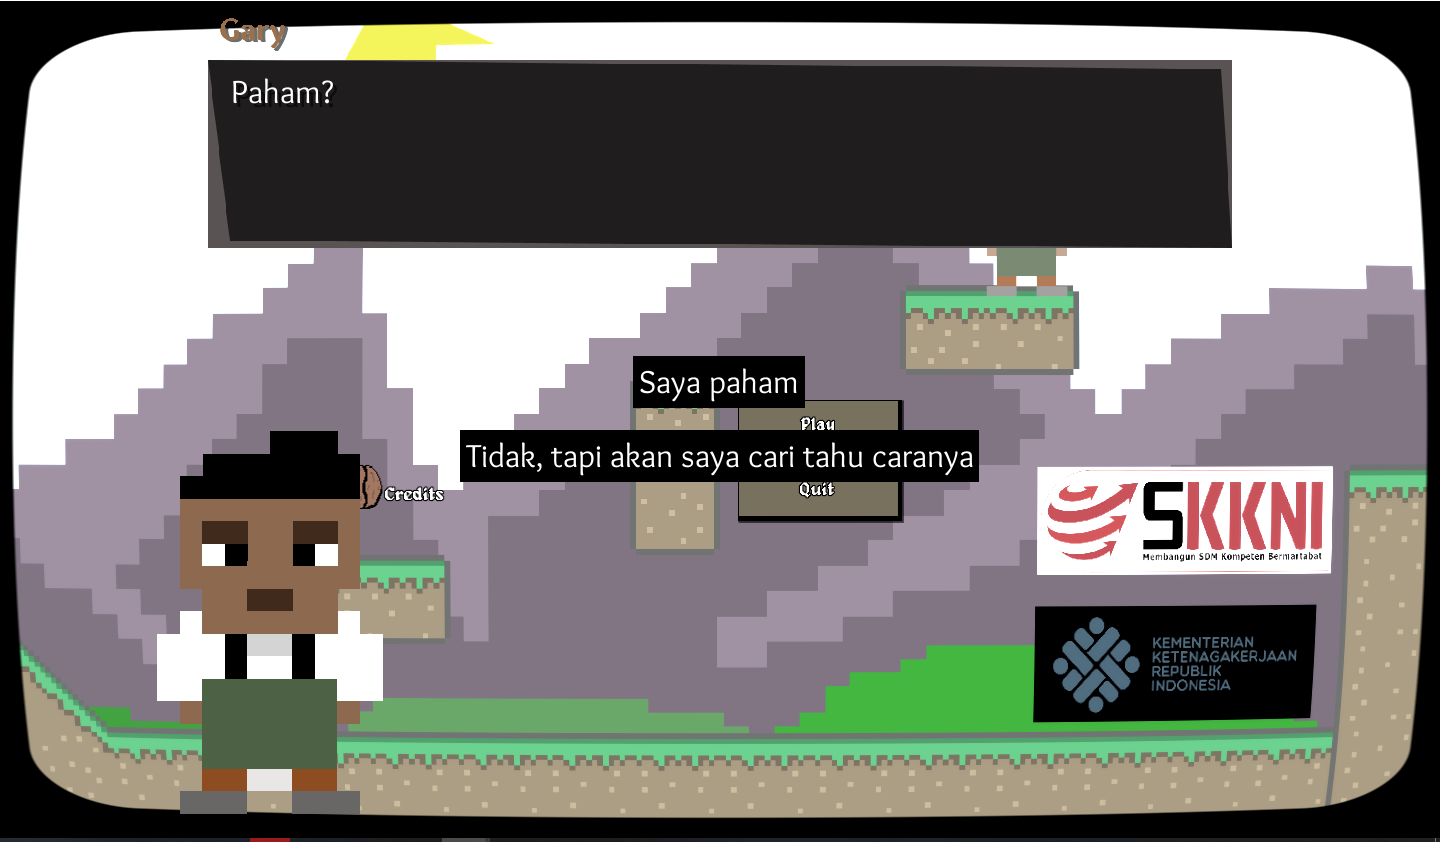 Gary
Paham?
Saya paham
Play
Tidak, tapi akan saya cari tahu caranya
Quit
Credits
SKKNI
Membangun SDM Kompeten Bermartabat
KEMENTERIAN
KETENAGAKERJAAN
REPUBLIK
INDONESIA